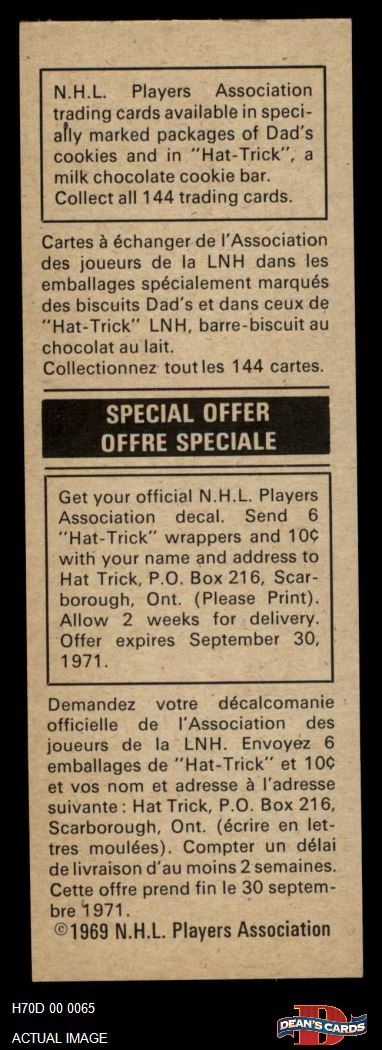 N.H.L. Players Association
trading cards available in speci-
ally marked packages of Dad's
cookies and in "Hat-Trick", a
milk chocolate cookie bar.
Collect all 144 trading cards.
Cartes à échanger de l'Association
des joueurs de la LNH dans les
emballages spécialement marqués
des biscuits Dad's et dans ceux de
"Hat-Trick" LNH, barre-biscuit au
chocolat au lait.
Collectionnez tout les 144 cartes.
SPECIAL OFFER
OFFRE SPECIALE
Get your official N.H.L. Players
Association decal. Send 6
"Hat-Trick" wrappers and 10¢
with your name and address to
Hat Trick, P.O. Box 216, Scar-
borough, Ont. (Please Print).
Allow 2 weeks for delivery.
Offer expires September 30,
1971.
Demandez votre décalcomanie
officielle de l'Association des
joueurs de la LNH. Envoyez 6
emballages de "Hat-Trick" et 10¢
et vos nom et adresse à l'adresse
suivante: Hat Trick, P.O. Box 216,
Scarborough, Ont. (écrire en let-
tres moulées). Compter un délai
de livraison d'au moins 2 semaines.
Cette offre prend fin le 30 septem-
bre 1971.
©1969 N.H.L. Players Association
H70D 00 0065
ACTUAL IMAGE
D
DEAN'S CARDS